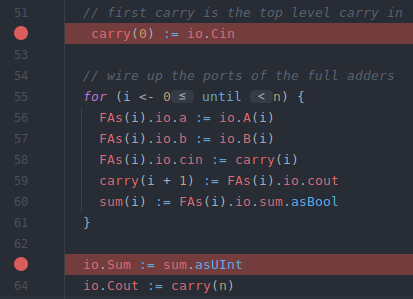 51 // first carry is the top level carry in
carry(0) := io.Cin
53
54 // wire up the ports of the full adders
55 for (i <- 0 ≤ until < n) {
56 FAs(i).io.a := io.A(i)
57 FAs(i).io.b := io.B(i)
58 FAs(i).io.cin := carry(i)
59 carry(i + 1) := FAs(i).io.cout
60 sum(i) := FAs(i).io.sum.asBool
61 }
62
io.Sum := sum.asUInt
64 io.Cout := carry(n)